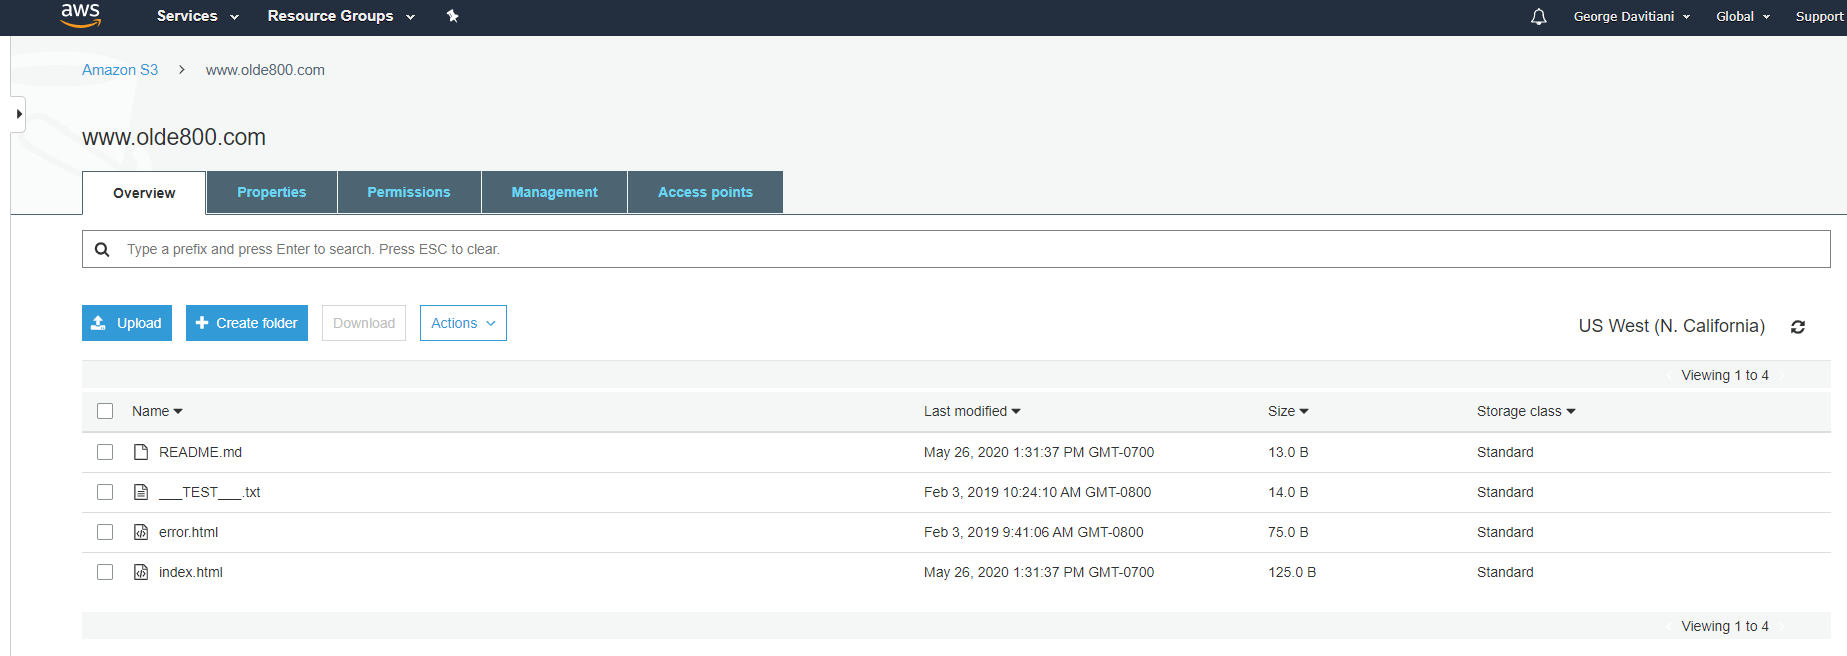 aws Services Resource Groups George Davitiani Global Support
Amazon S3 > www.olde800.com
www.olde800.com
Overview Properties Permissions Management Access points
Type a prefix and press Enter to search. Press ESC to clear.
Upload Create folder Download Actions US West (N. California)
Viewing 1 to 4
Name Last modified Size Storage class
README.md May 26, 2020 1:31:37 PM GMT-0700 13.0 B Standard
___TEST___.txt Feb 3, 2019 10:24:10 AM GMT-0800 14.0 B Standard
error.html Feb 3, 2019 9:41:06 AM GMT-0800 75.0 B Standard
index.html May 26, 2020 1:31:37 PM GMT-0700 125.0 B Standard
Viewing 1 to 4